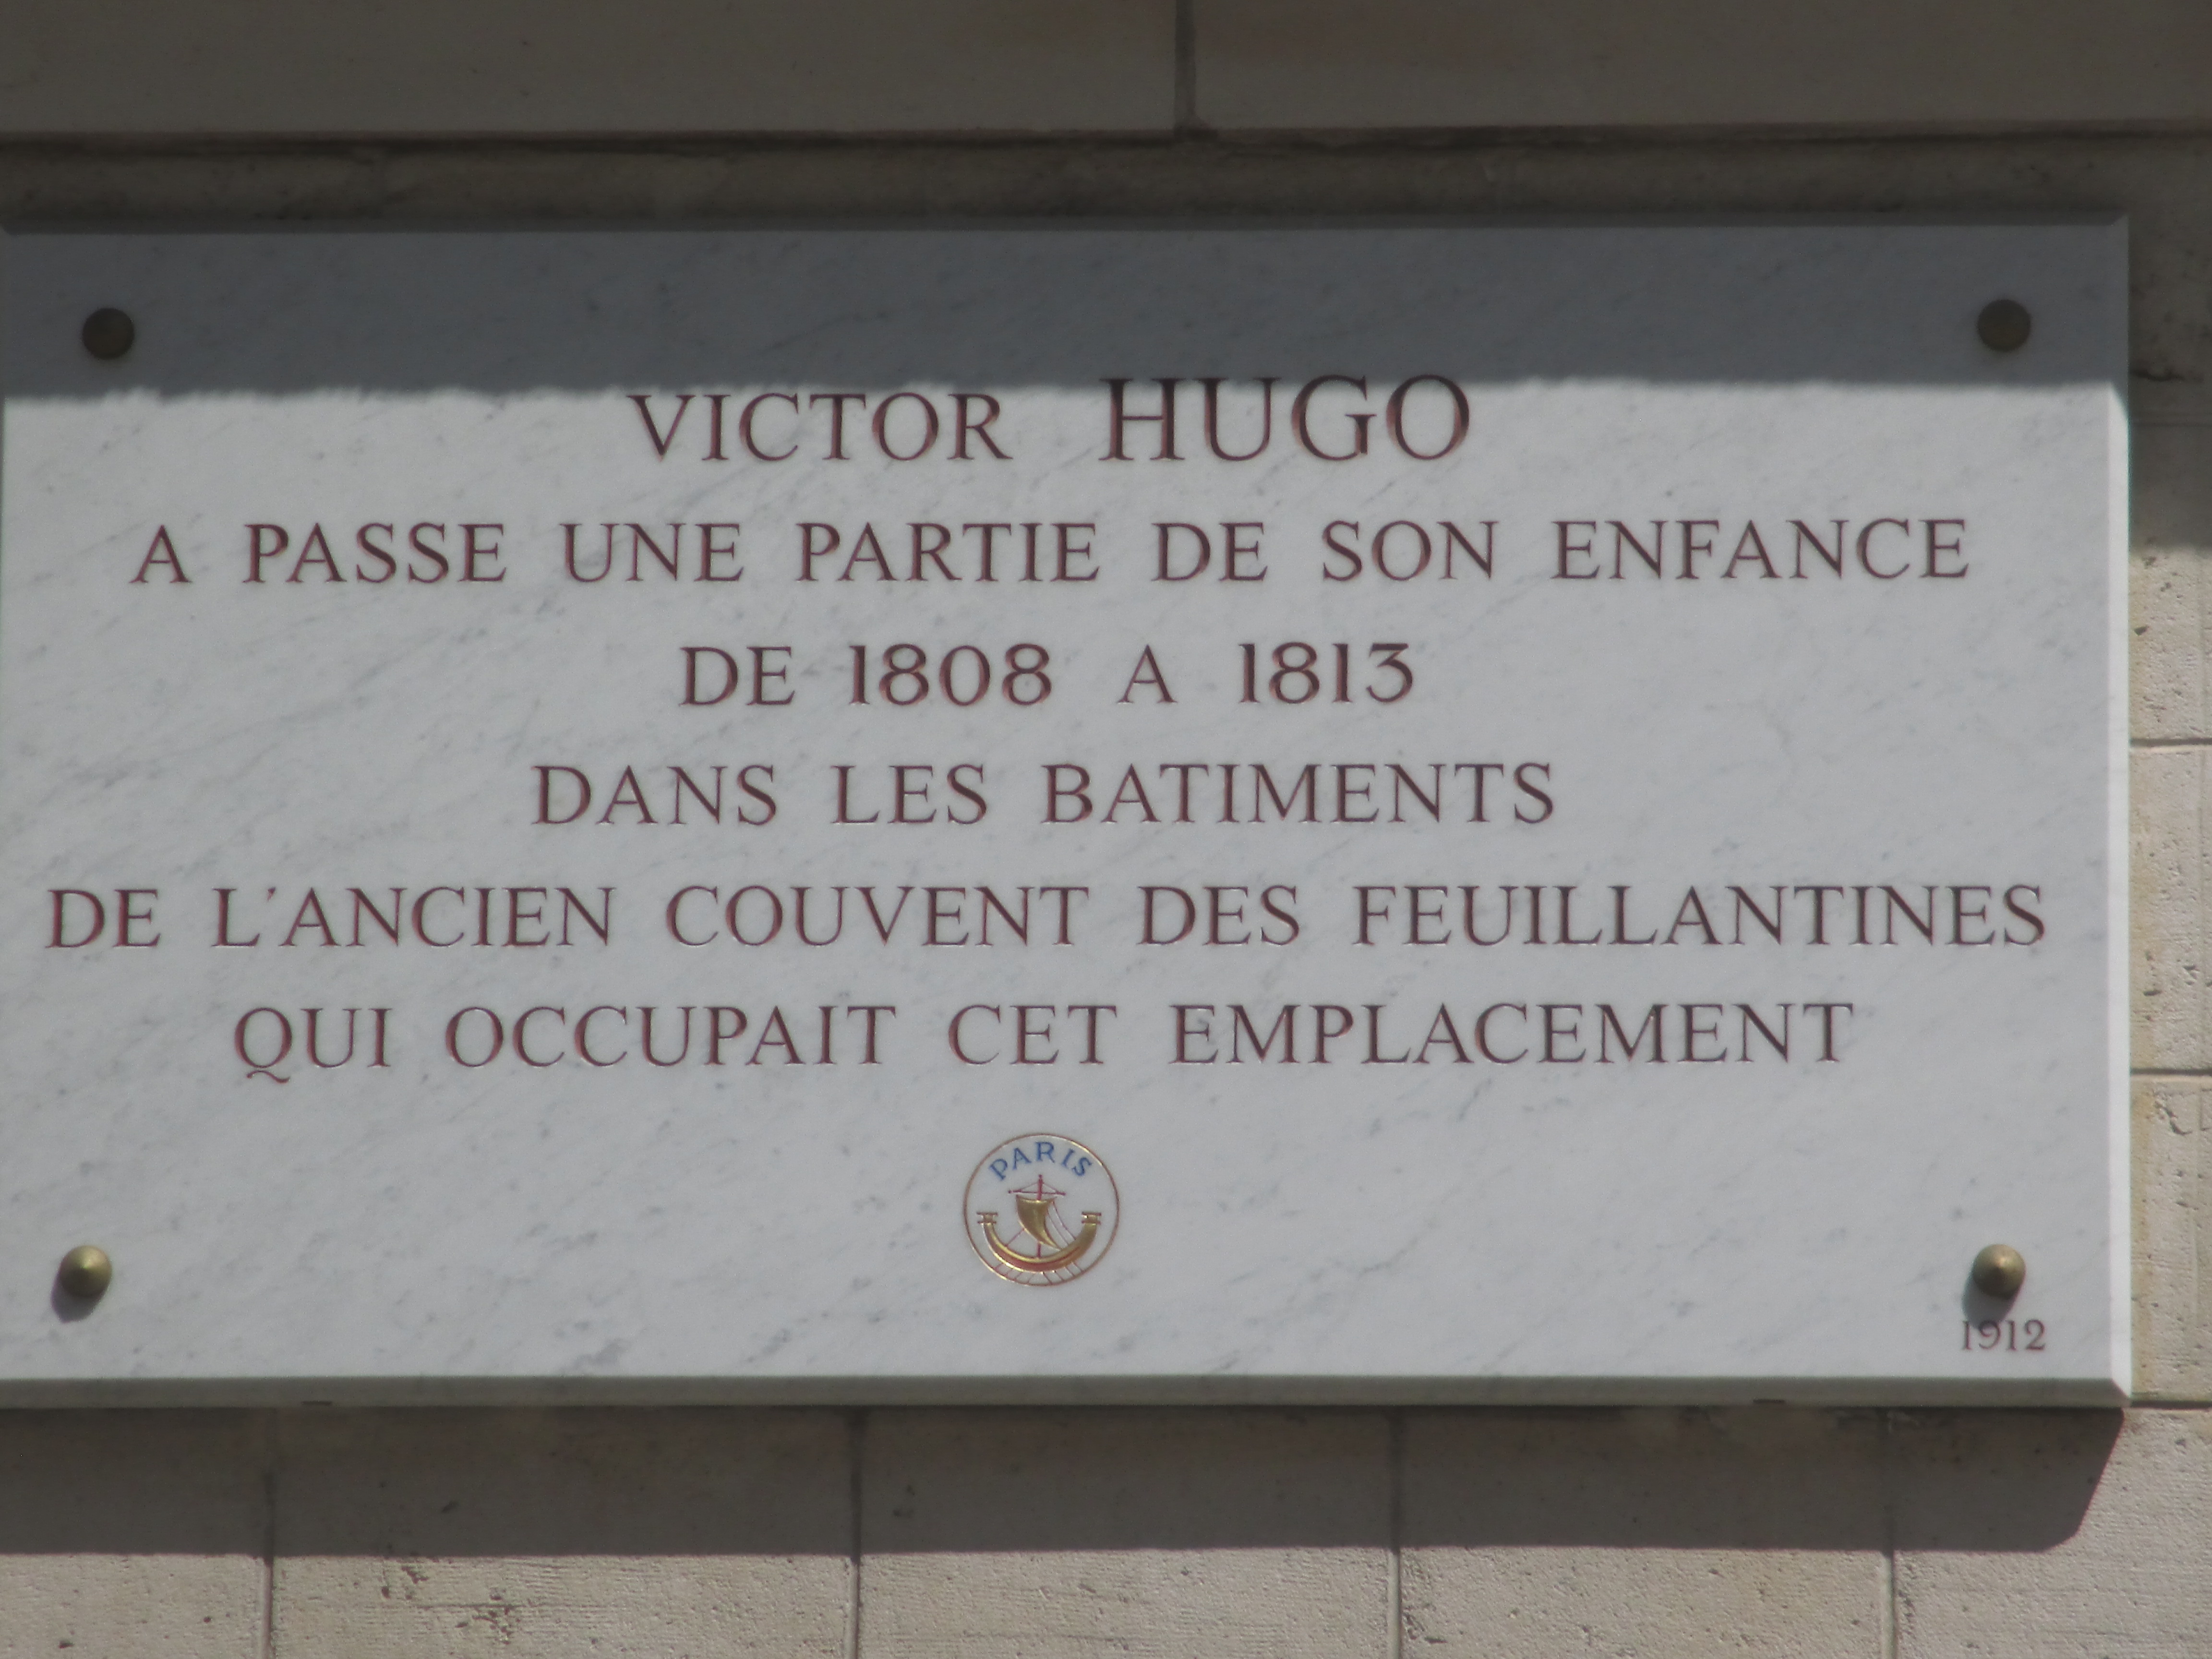 VICTOR HUGO
A PASSE UNE PARTIE DE SON ENFANCE
DE 1808 A 1813
DANS LES BATIMENTS
DE L'ANCIEN COUVENT DES FEUILLANTINES
QUI OCCUPAIT CET EMPLACEMENT
PARIS
1912